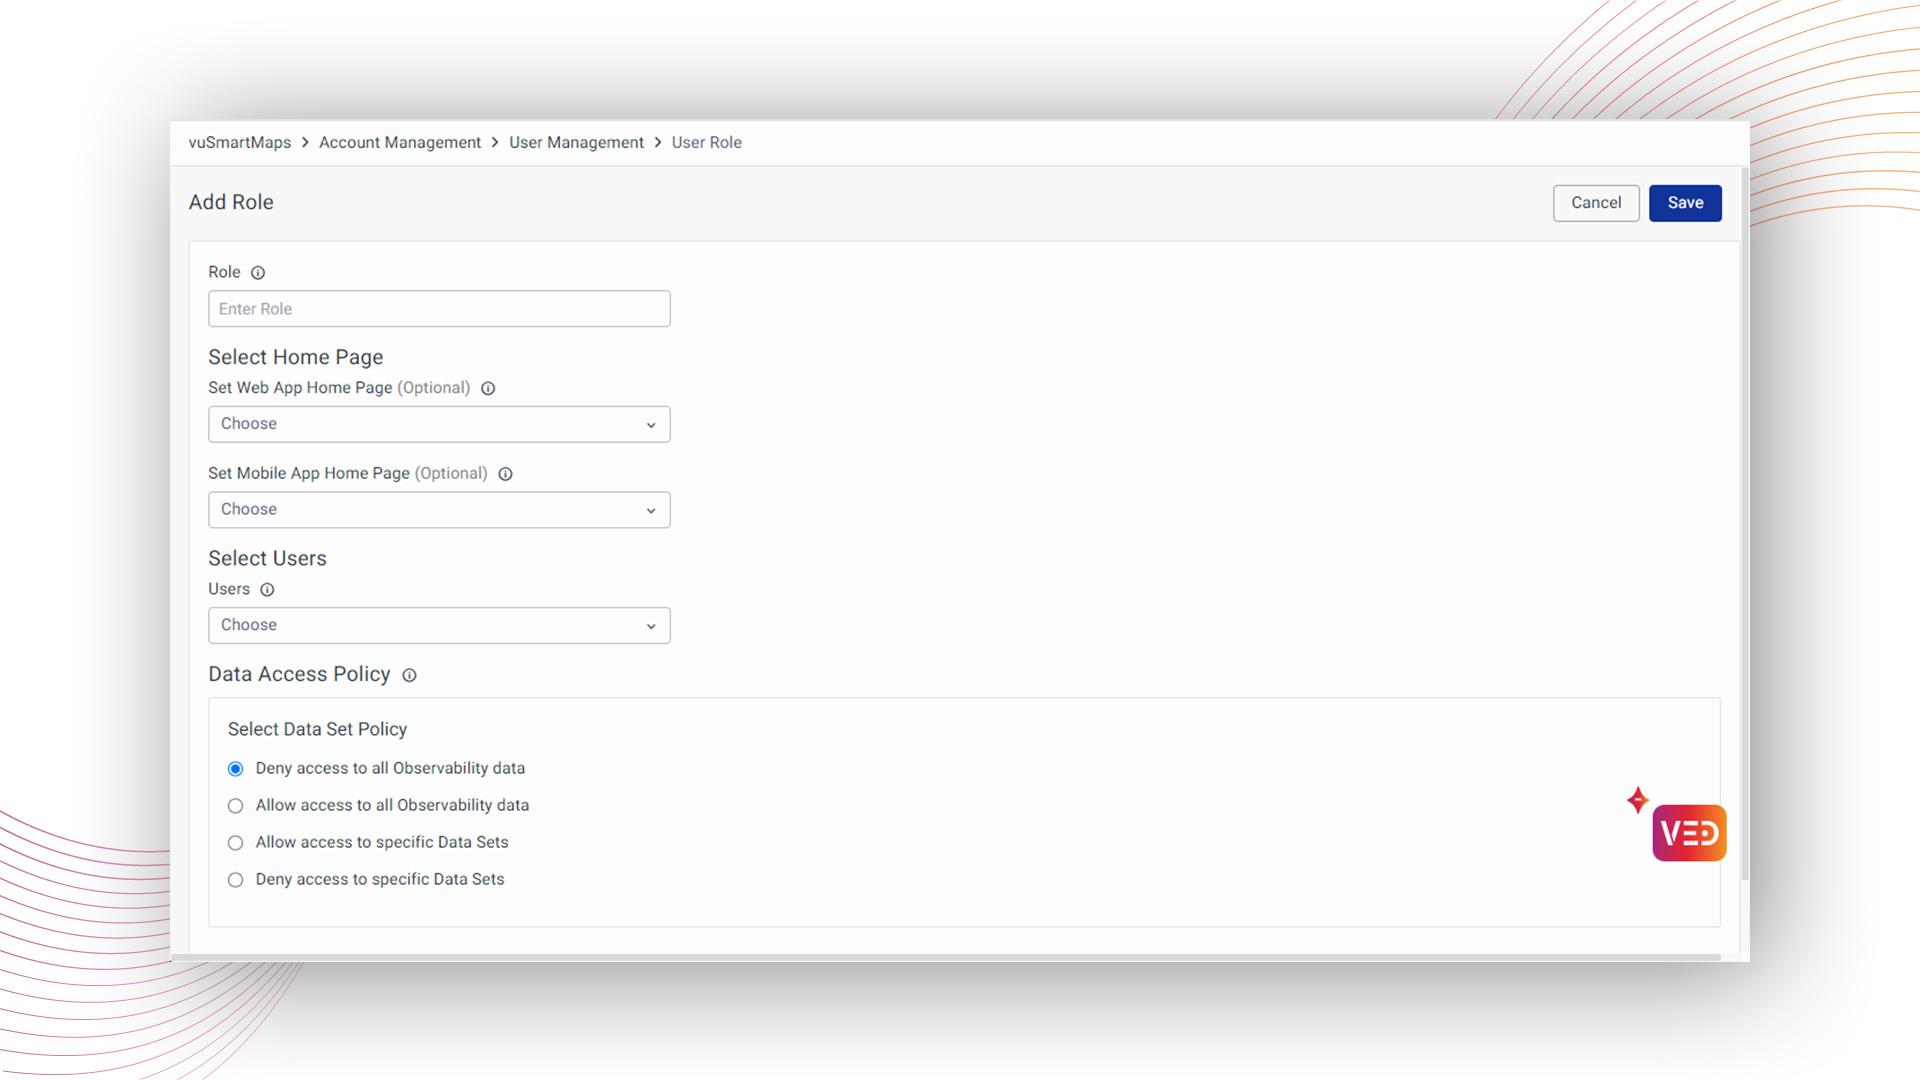 vuSmartMaps > Account Management > User Management > User Role
Add Role
Cancel
Save
Role
Enter Role
Select Home Page
Set Web App Home Page (Optional)
Choose
Set Mobile App Home Page (Optional)
Choose
Select Users
Users
Choose
Data Access Policy
Select Data Set Policy
Deny access to all Observability data
Allow access to all Observability data
Allow access to specific Data Sets
Deny access to specific Data Sets
VED